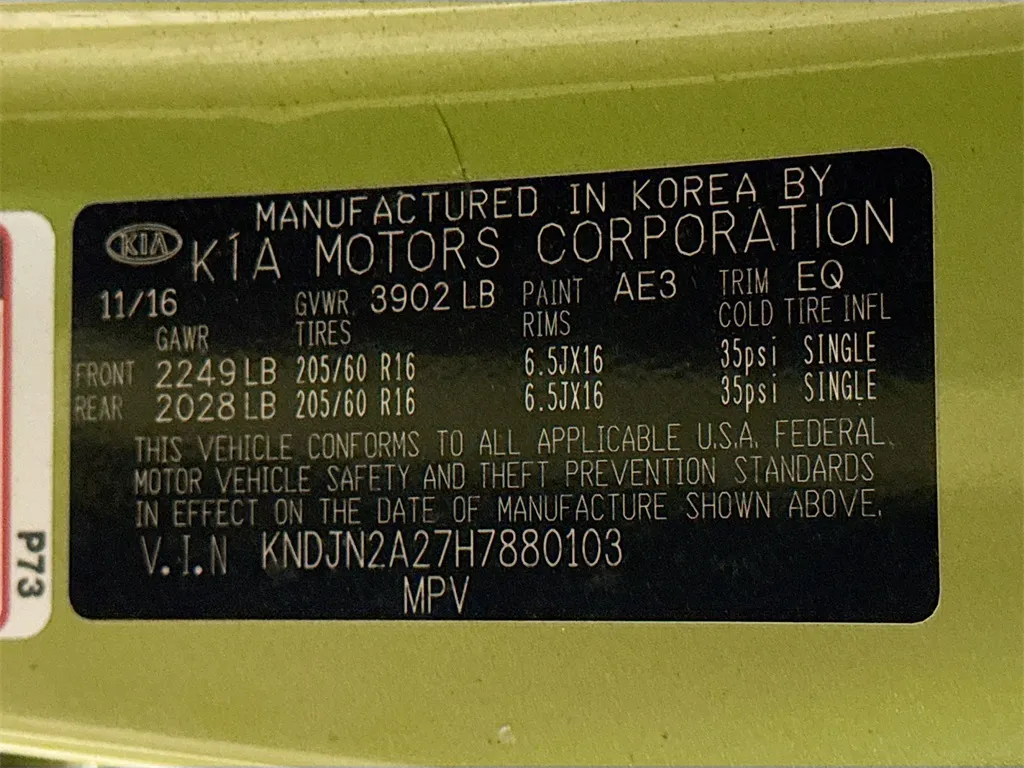 MANUFACTURED IN KOREA BY
KIA KIA MOTORS CORPORATION
11/16 GVWR 3902 LB PAINT AE3 TRIM EQ
GAWR TIRES RIMS COLD TIRE INFL
FRONT 2249 LB 205/60 R16 6.5JX16 35psi SINGLE
REAR 2028 LB 205/60 R16 6.5JX16 35psi SINGLE
THIS VEHICLE CONFORMS TO ALL APPLICABLE U.S.A. FEDERAL
MOTOR VEHICLE SAFETY AND THEFT PREVENTION STANDARDS
IN EFFECT ON THE DATE OF MANUFACTURE SHOWN ABOVE.
V.I.N KNDJN2A27H7880103
MPV
P73